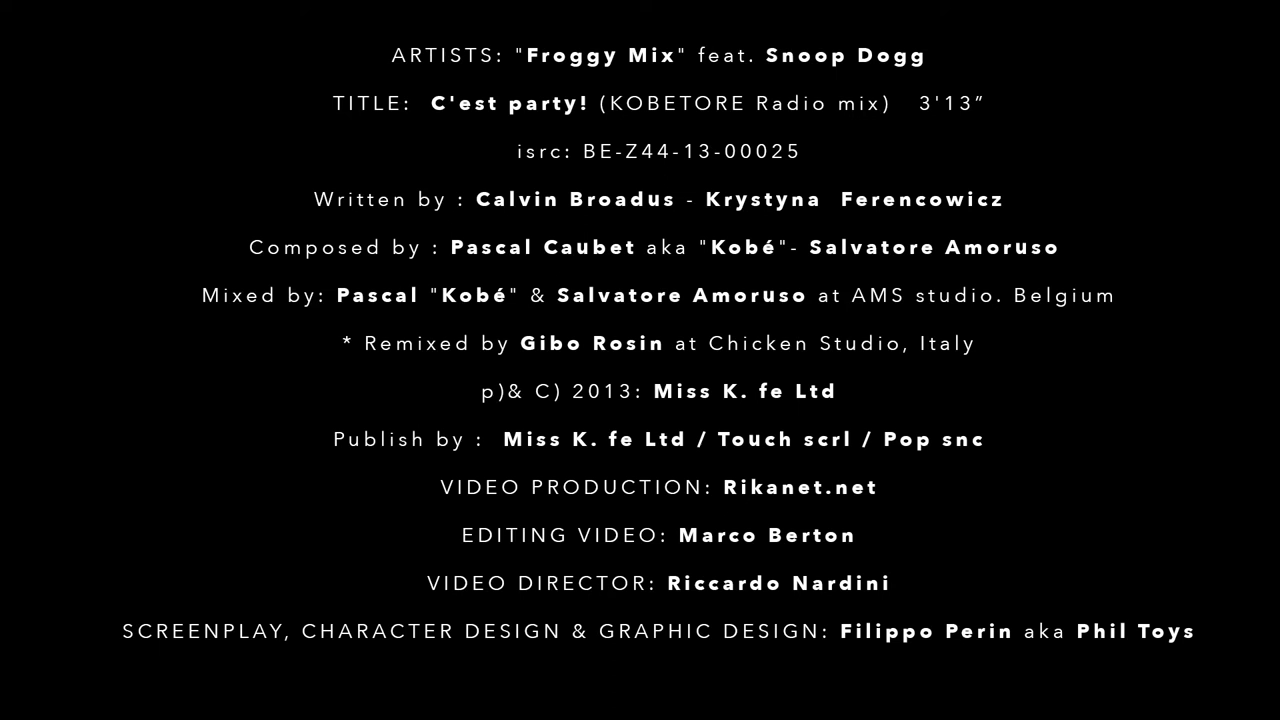 ARTISTS: "Froggy Mix" feat. Snoop Dogg
TITLE:  C'est party! (KOBETORE Radio mix)   3'13”
isrc: BE-Z44-13-00025
Written by : Calvin Broadus - Krystyna  Ferencowicz
Composed by : Pascal Caubet aka "Kobé"- Salvatore Amoruso
Mixed by: Pascal "Kobé" & Salvatore Amoruso at AMS studio. Belgium
* Remixed by Gibo Rosin at Chicken Studio, Italy
p)& C) 2013: Miss K. fe Ltd
Publish by :  Miss K. fe Ltd / Touch scrl / Pop snc
VIDEO PRODUCTION: Rikanet.net
EDITING VIDEO: Marco Berton
VIDEO DIRECTOR: Riccardo Nardini
SCREENPLAY, CHARACTER DESIGN & GRAPHIC DESIGN: Filippo Perin aka Phil Toys